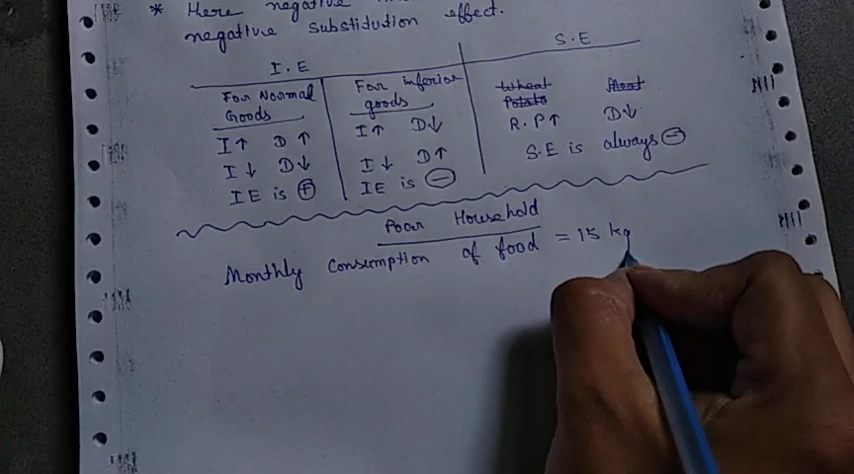 * Here negative
negative substitution effect.
I.E
S.E
For Normal
Goods
I↑ D↑
I↓ D↓
IE is ⊕
For inferior
goods
I↑ D↓
I↓ D↑
IE is ⊖
Wheat
Potato
R.P↑ D↓
S.E is always ⊖
Poor Household
Monthly Consumption of food = 15 kg